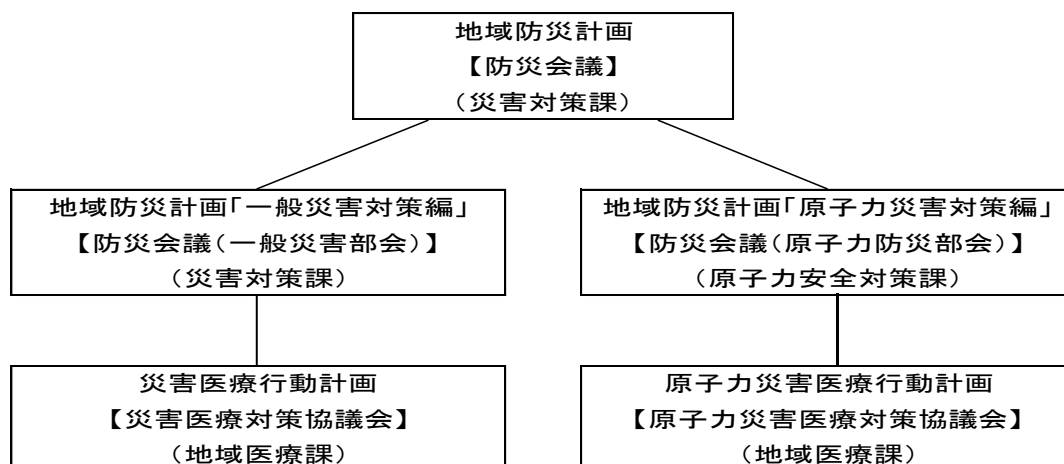 地域防災計画
【防災会議】
（災害対策課）
地域防災計画「一般災害対策編」
【防災会議（一般災害部会）】
（災害対策課）
地域防災計画「原子力災害対策編」
【防災会議（原子力防災部会）】
（原子力安全対策課）
災害医療行動計画
【災害医療対策協議会】
（地域医療課）
原子力災害医療行動計画
【原子力災害医療対策協議会】
（地域医療課）